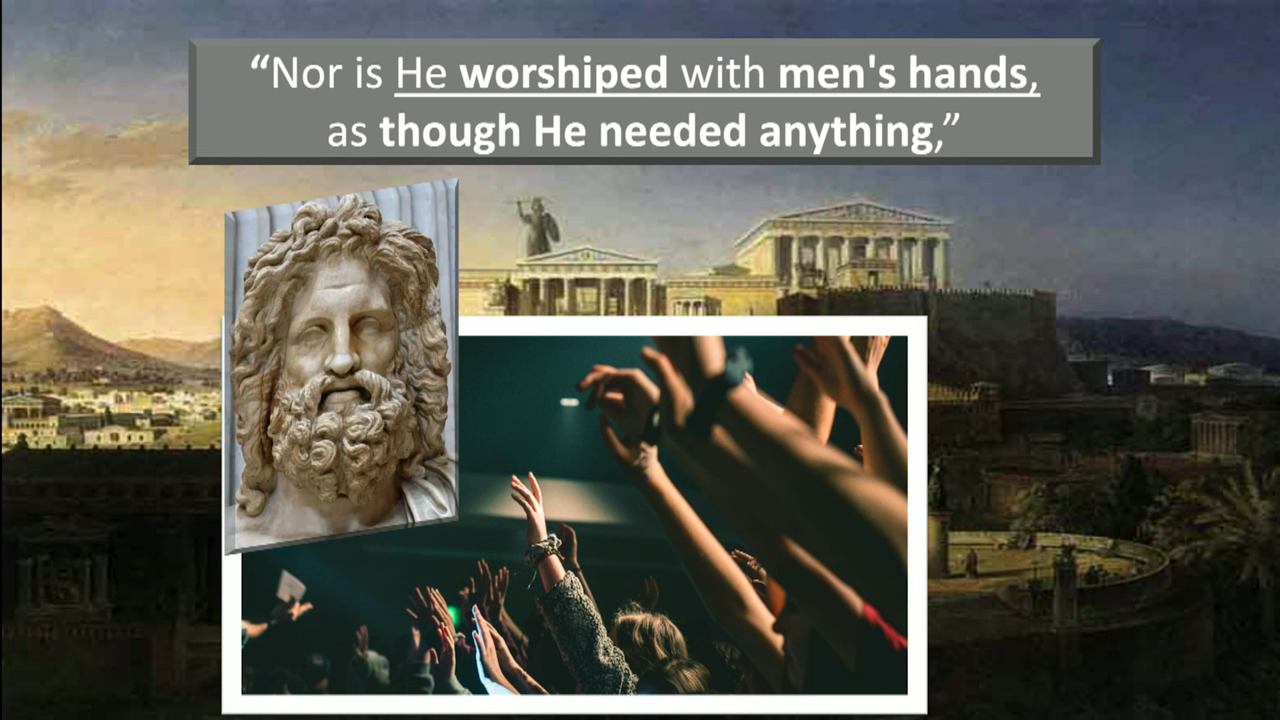 “Nor is He worshiped with men's hands,
as though He needed anything,”